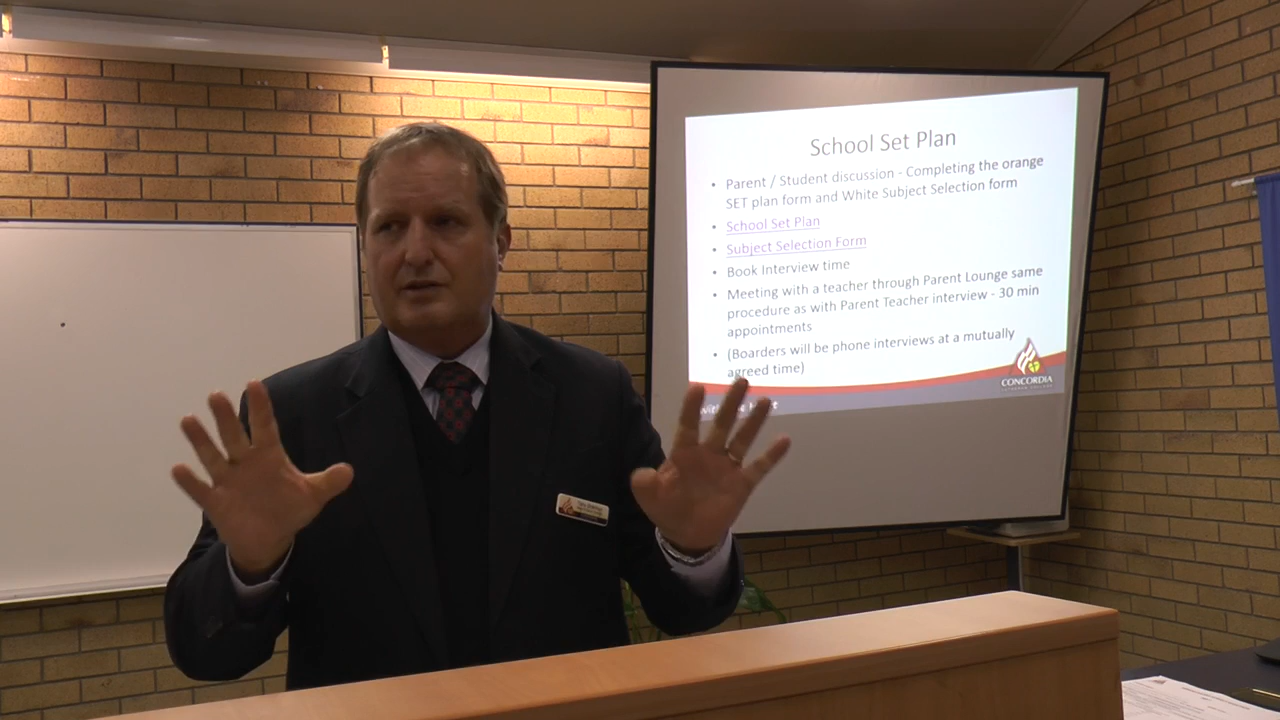 School Set Plan
• Parent / Student discussion - Completing the orange
SET plan form and White Subject Selection form
• School Set Plan
• Subject Selection Form
• Book Interview time
• Meeting with a teacher through Parent Lounge same
procedure as with Parent Teacher interview - 30 min
appointments
• (Boarders will be phone interviews at a mutually
agreed time)
CONCORDIA
LUTHERAN COLLEGE